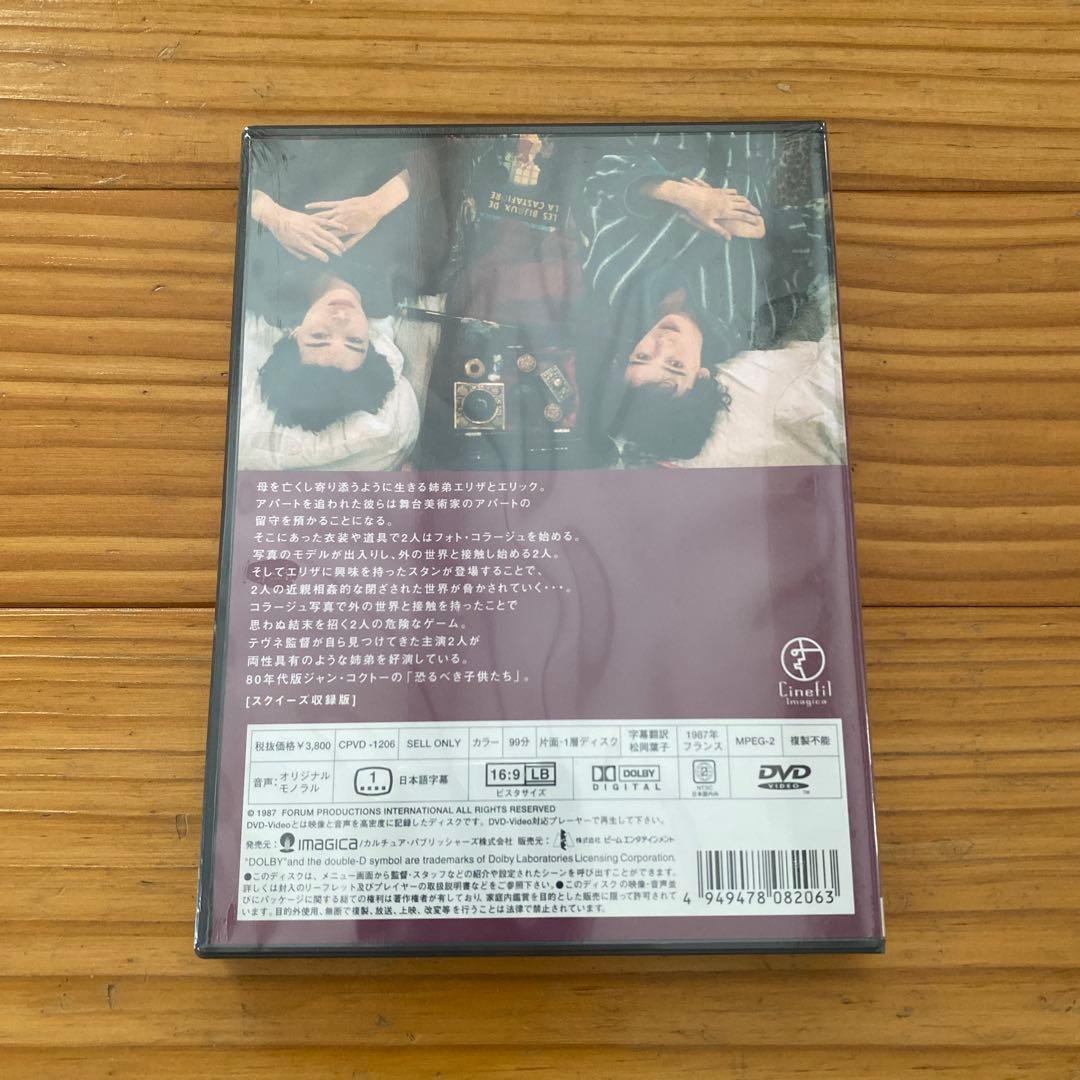 LES BIJOUX DE
LA CASTAFIORE
母を亡くし寄り添うように生きる姉弟エリザとエリック。
アパートを追われた彼らは舞台美術家のアパートの
留守を預かることになる。
そこにあった衣装や道具で2人はフォト・コラージュを始める。
写真のモデルが出入りし、外の世界と接触し始める2人。
そしてエリザに興味を持ったスタンが登場することで、
2人の近親相姦的な閉ざされた世界が脅かされていく・・・。
コラージュ写真で外の世界と接触を持ったことで
思わぬ結末を招く2人の危険なゲーム。
テヴネ監督が自ら見つけてきた主演2人が
両性具有のような姉弟を好演している。
80年代版ジャン・コクトーの「恐るべき子供たち」。
[スクイーズ収録版]
Cinefil
Imagica
税抜価格¥3,800 CPVD-1206 SELL ONLY カラー 99分 片面・1層ディスク 字幕翻訳 松岡葉子 1987年 フランス MPEG-2 複製不能
音声: オリジナル モノラル 1 日本語字幕 16:9 LB ビスタサイズ DOLBY DIGITAL 2 NTSC 日本国内向 DVD VIDEO TM
© 1987 FORUM PRODUCTIONS INTERNATIONAL ALL RIGHTS RESERVED
DVD-Videoとは映像と音声を高密度に記録したディスクです。DVD-Video対応プレーヤーで再生して下さい。
発売元: IMAGICA/カルチュア・パブリッシャーズ株式会社 販売元: 株式会社 ビームエンタテインメント
"DOLBY"and the double-D symbol are trademarks of Dolby Laboratories Licensing Corporation.
●このディスクは、メニュー画面から監督・スタッフなどの紹介や設定されたシーンを呼び出すことができます。
詳しくは封入のリーフレット及びプレイヤーの取扱説明書などをご参照下さい。●このディスクの映像・音声並
びにパッケージに関する総ての権利は著作権者が有しており、家庭内鑑賞を目的とした販売に限って許可されて
います。目的外使用、無断で複製、放送、上映、改変等を行うことは法律で禁止されています。
4 949478 082063